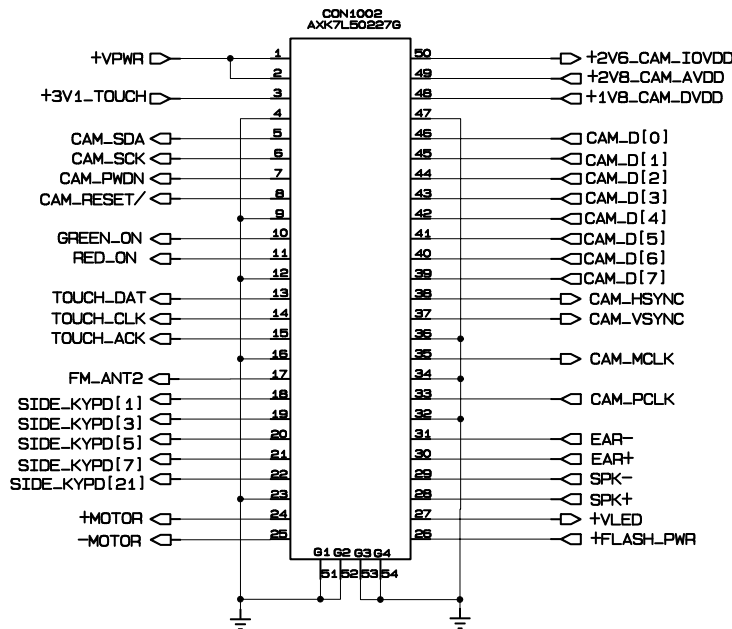 CON1002
AXK7L50227G
+VPWR 1 50 +2V6_CAM_IOVDD
2 49 +2V8_CAM_AVDD
+3V1_TOUCH 3 48 +1V8_CAM_DVDD
4 47
CAM_SDA 5 46 CAM_D[0]
CAM_SCK 6 45 CAM_D[1]
CAM_PWDN 7 44 CAM_D[2]
CAM_RESET/ 8 43 CAM_D[3]
9 42 CAM_D[4]
GREEN_ON 10 41 CAM_D[5]
RED_ON 11 40 CAM_D[6]
12 39 CAM_D[7]
TOUCH_DAT 13 38 CAM_HSYNC
TOUCH_CLK 14 37 CAM_VSYNC
TOUCH_ACK 15 36
16 35 CAM_MCLK
FM_ANT2 17 34
SIDE_KYPD[1] 18 33 CAM_PCLK
SIDE_KYPD[3] 19 32
SIDE_KYPD[5] 20 31 EAR-
SIDE_KYPD[7] 21 30 EAR+
SIDE_KYPD[21] 22 29 SPK-
23 28 SPK+
+MOTOR 24 27 +VLED
-MOTOR 25 26 +FLASH_PWR
G1 G2 G3 G4
51 52 53 54